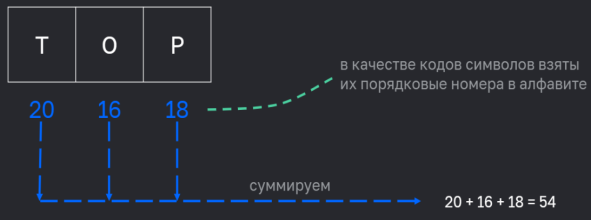 Т О Р
в качестве кодов символов взяты
их порядковые номера в алфавите
20 16 18
суммируем
20 + 16 + 18 = 54